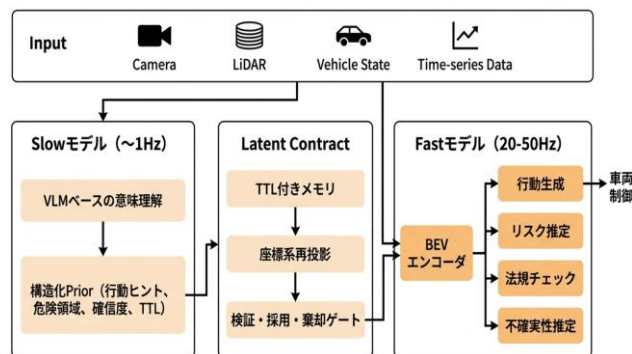 Input
Camera
LiDAR
Vehicle State
Time-series Data
Slowモデル（～1Hz）
VLMベースの意味理解
構造化Prior（行動ヒント、
危険領域、確信度、TTL）
Latent Contract
TTL付きメモリ
座標系再投影
検証・採用・棄却ゲート
Fastモデル（20-50Hz）
BEV
エンコーダ
行動生成
リスク推定
法規チェック
不確実性推定
車両
制御